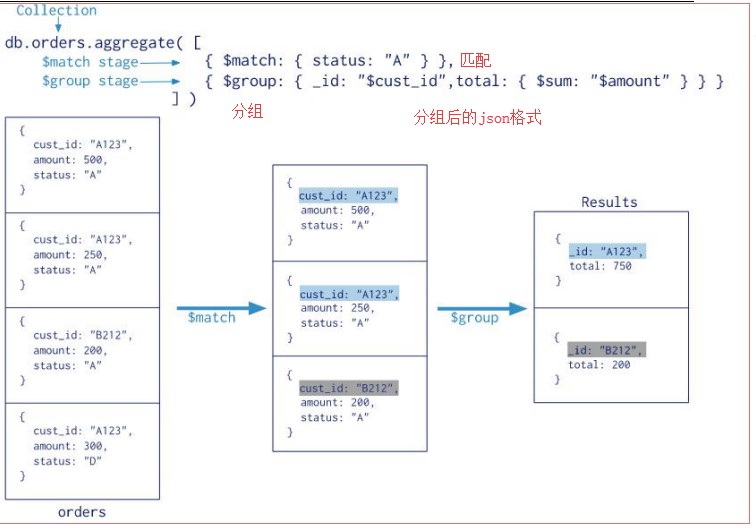 Collection
db.orders.aggregate( [
$match stage { $match: { status: "A" } }, 匹配
$group stage { $group: { _id: "$cust_id",total: { $sum: "$amount" } } }
] )
分组 分组后的json格式
{
cust_id: "A123",
amount: 500,
status: "A"
}
{
cust_id: "A123",
amount: 250,
status: "A"
}
{
cust_id: "B212",
amount: 200,
status: "A"
}
{
cust_id: "A123",
amount: 300,
status: "D"
}
orders
$match
{
cust_id: "A123",
amount: 500,
status: "A"
}
{
cust_id: "A123",
amount: 250,
status: "A"
}
{
cust_id: "B212",
amount: 200,
status: "A"
}
$group
Results
{
_id: "A123",
total: 750
}
{
_id: "B212",
total: 200
}